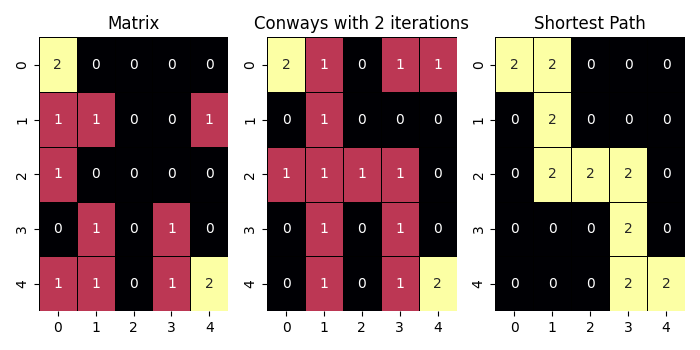 Matrix Conways with 2 iterations Shortest Path
0 2 0 0 0 0 0 2 1 0 1 1 0 2 2 0 0 0
1 1 1 0 0 1 1 0 1 0 0 0 1 0 2 0 0 0
2 1 0 0 0 0 2 1 1 1 1 0 2 0 2 2 2 0
3 0 1 0 1 0 3 0 1 0 1 0 3 0 0 0 2 0
4 1 1 0 1 2 4 0 1 0 1 2 4 0 0 0 2 2
0 1 2 3 4 0 1 2 3 4 0 1 2 3 4